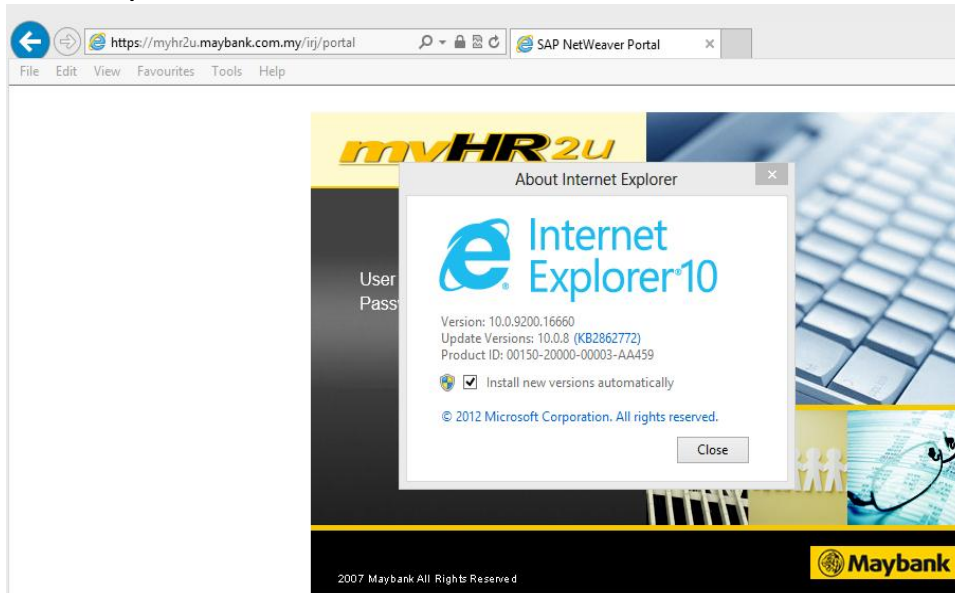 https://myhr2u.maybank.com.my/irj/portal
SAP NetWeaver Portal
File Edit View Favourites Tools Help
myHR2u
About Internet Explorer
Internet
Explorer 10
User
Pass
Version: 10.0.9200.16660
Update Versions: 10.0.8 (KB2862772)
Product ID: 00150-20000-00003-AA459
Install new versions automatically
© 2012 Microsoft Corporation. All rights reserved.
Close
Maybank
2007 Maybank All Rights Reserved